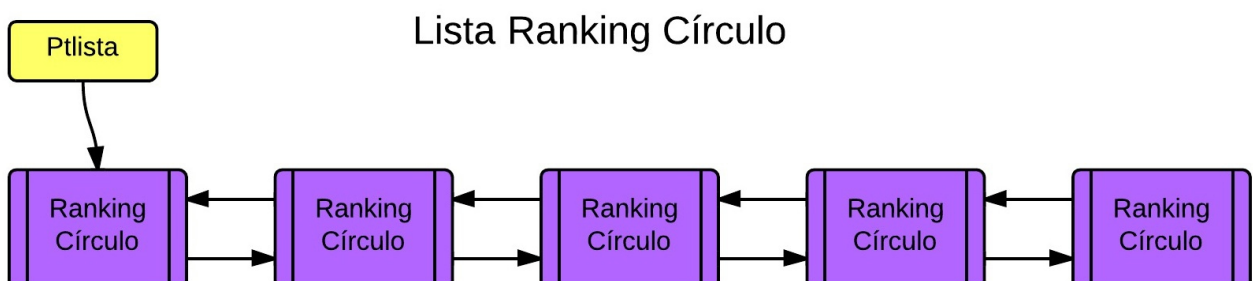 Lista Ranking Círculo
Ptlista
Ranking
Círculo
Ranking
Círculo
Ranking
Círculo
Ranking
Círculo
Ranking
Círculo